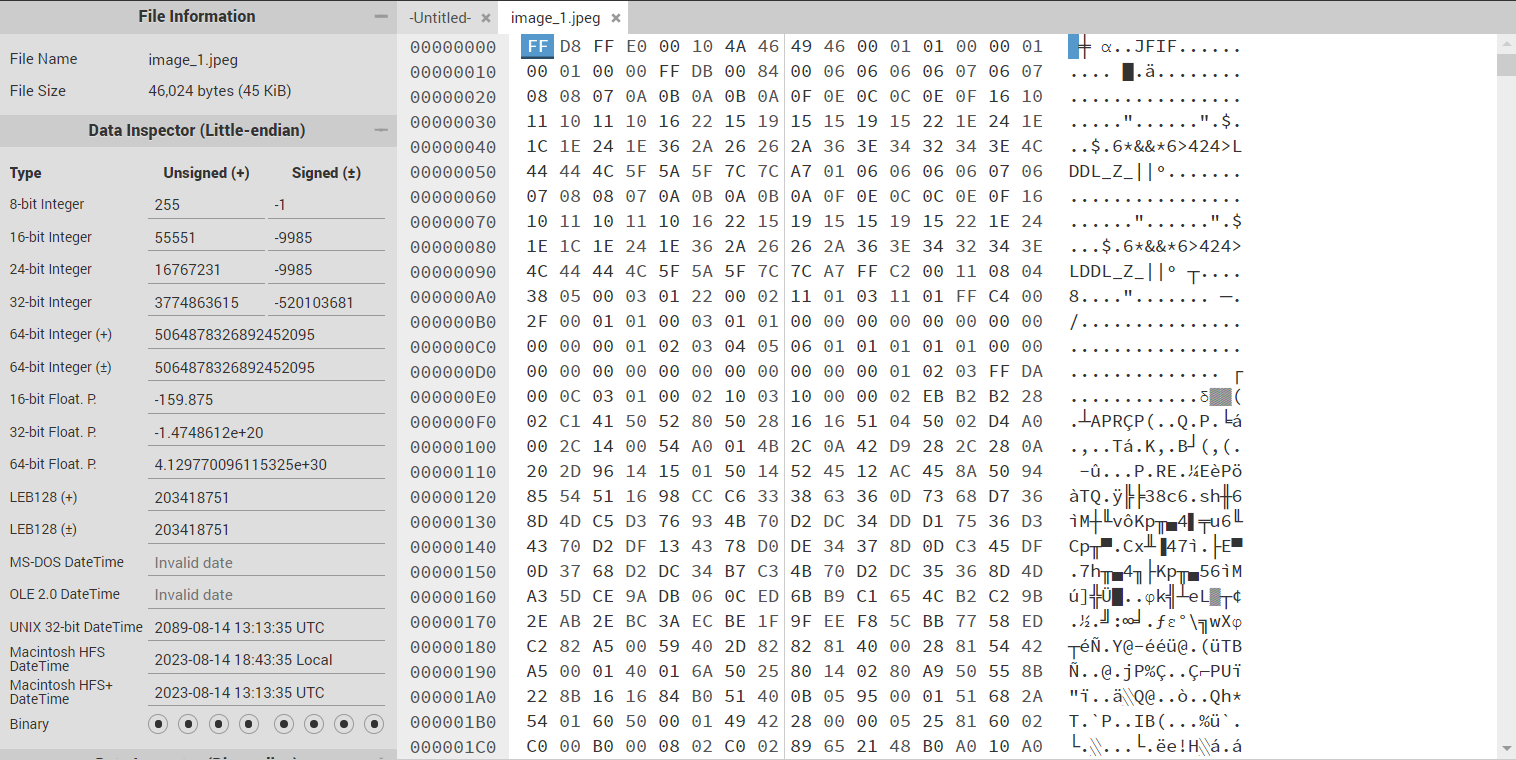 File Information
File Name image_1.jpeg
File Size 46,024 bytes (45 KiB)
Data Inspector (Little-endian)
Type Unsigned (+) Signed (±)
8-bit Integer 255 -1
16-bit Integer 55551 -9985
24-bit Integer 16767231 -9985
32-bit Integer 3774863615 -520103681
64-bit Integer (+) 5064878326892452095
64-bit Integer (±) 5064878326892452095
16-bit Float. P. -159.875
32-bit Float. P. -1.4748612e+20
64-bit Float. P. 4.129770096115325e+30
LEB128 (+) 203418751
LEB128 (±) 203418751
MS-DOS DateTime Invalid date
OLE 2.0 DateTime Invalid date
UNIX 32-bit DateTime 2089-08-14 13:13:35 UTC
Macintosh HFS
DateTime 2023-08-14 18:43:35 Local
Macintosh HFS+
DateTime 2023-08-14 13:13:35 UTC
Binary
-Untitled- × image_1.jpeg ×
00000000 FF D8 FF E0 00 10 4A 46 49 46 00 01 01 00 00 01 ╪ α..JFIF......
00000010 00 01 00 00 FF DB 00 84 00 06 06 06 06 07 06 07 .... █.ä........
00000020 08 08 07 0A 0B 0A 0B 0A 0F 0E 0C 0C 0E 0F 16 10 ................
00000030 11 10 11 10 16 22 15 19 15 15 19 15 22 1E 24 1E .....".......".$.
00000040 1C 1E 24 1E 36 2A 26 26 2A 36 3E 34 32 34 3E 4C ..$.6*&&*6>424>L
00000050 44 44 4C 5F 5A 5F 7C 7C A7 01 06 06 06 06 07 06 DDL_Z_||º.......
00000060 07 08 08 07 0A 0B 0A 0B 0A 0F 0E 0C 0C 0E 0F 16 ................
00000070 10 11 10 11 10 16 22 15 19 15 15 19 15 22 1E 24 ......"......".$
00000080 1E 1C 1E 24 1E 36 2A 26 26 2A 36 3E 34 32 34 3E ...$.6*&&*6>424>
00000090 4C 44 44 4C 5F 5A 5F 7C 7C A7 FF C2 00 11 08 04 LDDL_Z_||º ┬....
000000A0 38 05 00 03 01 22 00 02 11 01 03 11 01 FF C4 00 8...."....... ─.
000000B0 2F 00 01 01 00 03 01 01 00 00 00 00 00 00 00 00 /...............
000000C0 00 00 00 01 02 03 04 05 06 01 01 01 01 01 00 00 ................
000000D0 00 00 00 00 00 00 00 00 00 00 01 02 03 FF DA .............. ┌
000000E0 00 0C 03 01 00 02 10 03 10 00 00 02 EB B2 B2 28 ............δ▓▓(
000000F0 02 C1 41 50 52 80 50 28 16 16 51 04 50 02 D4 A0 .┴APRÇP(..Q.P.╘á
00000100 00 2C 14 00 54 A0 01 4B 2C 0A 42 D9 28 2C 28 0A .,..Tá.K,.B┘(,(.
00000110 20 2D 96 14 15 01 50 14 52 45 12 AC 45 8A 50 94 -û...P.RE.¼EèPö
00000120 85 54 51 16 98 CC C6 33 38 63 36 0D 73 68 D7 36 àTQ.ÿ╠╞38c6.sh╫6
00000130 8D 4D C5 D3 76 93 4B 70 D2 DC 34 DD D1 75 36 D3 ìM┼╙vôKp╥▄4▌╤u6╙
00000140 43 70 D2 DF 13 43 78 D0 DE 34 37 8D 0D C3 45 DF Cp╥▀.Cx╨▐47ì.├E▀
00000150 0D 37 68 D2 DC 34 B7 C3 4B 70 D2 DC 35 36 8D 4D .7h╥▄4╖├Kp╥▄56ìM
00000160 A3 5D CE 9A DB 06 0C ED 6B B9 C1 65 4C B2 C2 9B ú]╬Ü█..φk╣┴eL▓┬¢
00000170 2E AB 2E BC 3A EC BE 1F 9F EE F8 5C BB 77 58 ED .½.╝:∞╛.ƒε°\╗wXφ
00000180 C2 82 A5 00 59 40 2D 82 82 81 40 00 28 81 54 42 ┬éÑ.Y@-ééü@.(üTB
00000190 A5 00 01 40 01 6A 50 25 80 14 02 80 A9 50 55 8B Ñ..@.jP%Ç..Ç⌐PUï
000001A0 22 8B 16 16 84 B0 51 40 0B 05 95 00 01 51 68 2A "ï..ä░Q@..ò..Qh*
000001B0 54 01 60 50 00 01 49 42 28 00 00 05 25 81 60 02 T.`P..IB(...%ü`.
000001C0 C0 00 B0 00 08 02 C0 02 89 65 21 48 B0 A0 10 A0 └.░...└.ëe!H░á.á